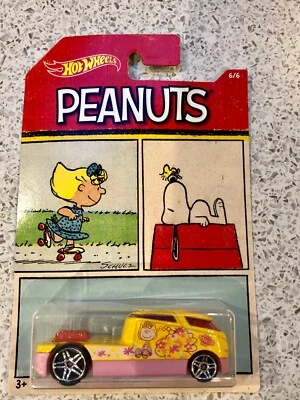 Hot Wheels
6/6
PEANUTS
SCHULZ
3+